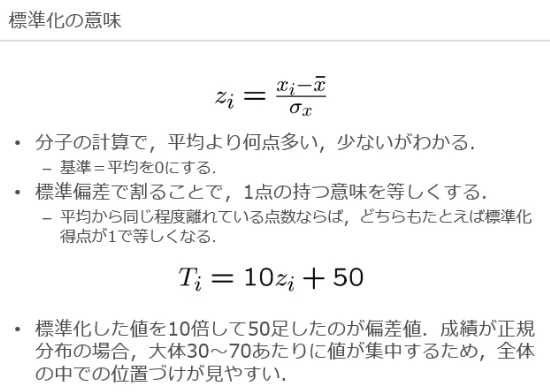 標準化の意味
z_i = \frac{x_i - \bar{x}}{σ_x}
• 分子の計算で，平均より何点多い，少ないがわかる．
– 基準＝平均を0にする．
• 標準偏差で割ることで，1点の持つ意味を等しくする．
– 平均から同じ程度離れている点数ならば，どちらもたとえば標準化
得点が1で等しくなる．
T_i = 10z_i + 50
• 標準化した値を10倍して50足したのが偏差値．成績が正規
分布の場合，大体30～70あたりに値が集中するため，全体
の中での位置づけが見やすい．